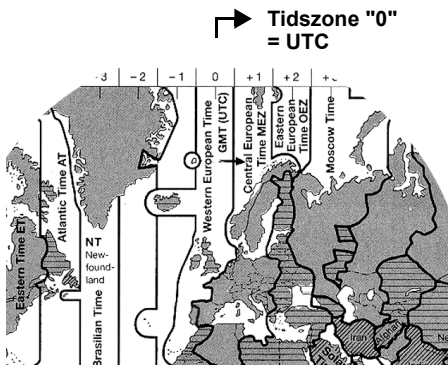 Tidszone "0"
= UTC
- 3
- 2
- 1
0
+ 1
+ 2
Eastern Time ET
Atlantic Time AT
NT
New-
found-
land
Brasilian Time
Western European Time
GMT (UTC)
Central European
Time MEZ
Eastern
European
Time OEZ
Moscow Time
Iran
Afghan